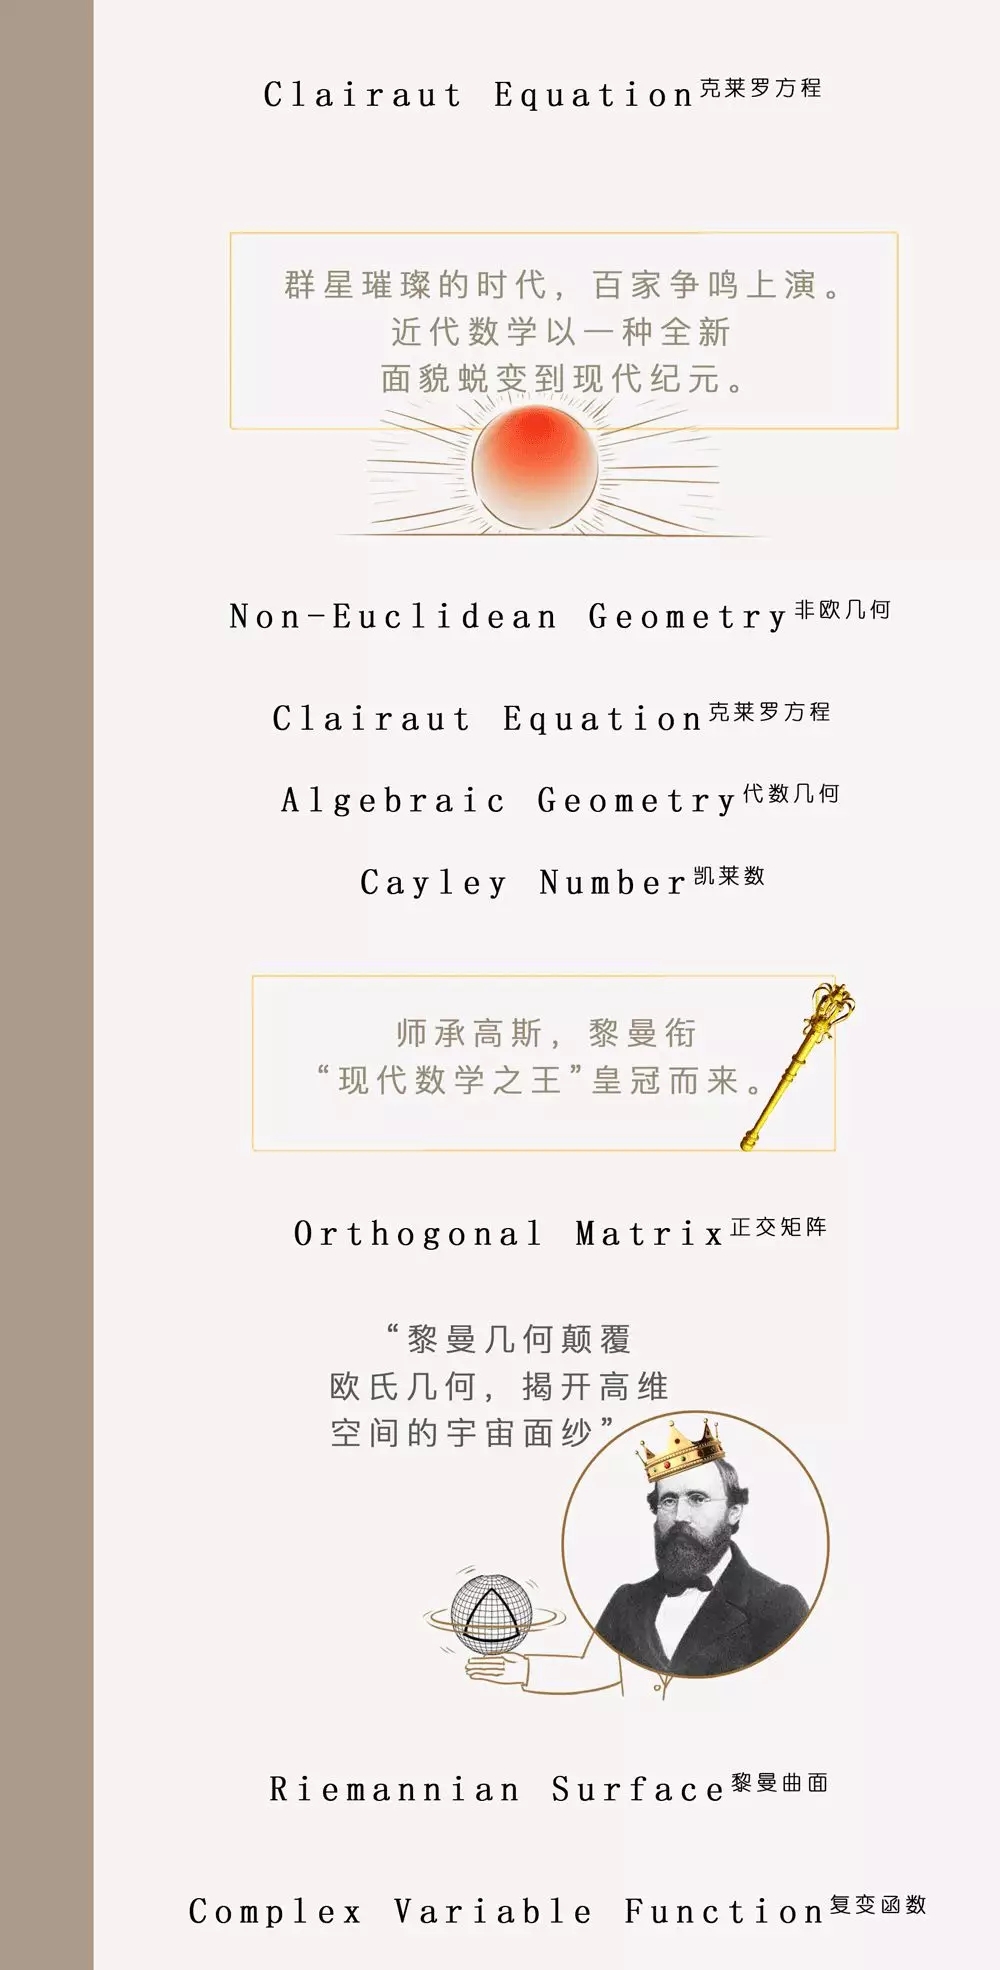 Clairaut Equation克莱罗方程
群星璀璨的时代，百家争鸣上演。
近代数学以一种全新
面貌蜕变到现代纪元。
Non-Euclidean Geometry非欧几何
Clairaut Equation克莱罗方程
Algebraic Geometry代数几何
Cayley Number凯莱数
师承高斯，黎曼衔
“现代数学之王”皇冠而来。
Orthogonal Matrix正交矩阵
“黎曼几何颠覆
欧氏几何，揭开高维
空间的宇宙面纱”
Riemannian Surface黎曼曲面
Complex Variable Function复变函数